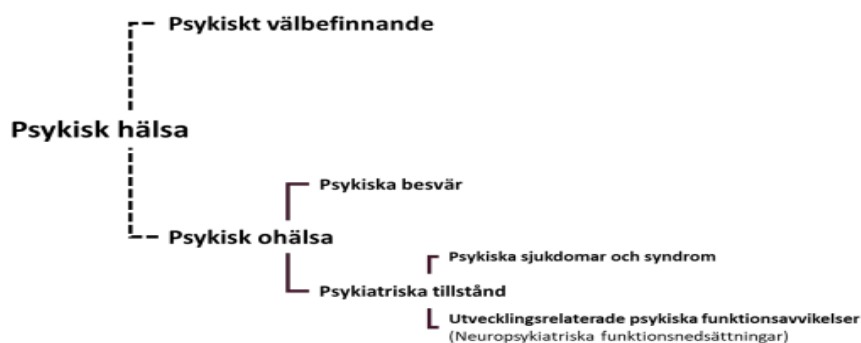 Psykiskt välbefinnande
Psykisk hälsa
Psykiska besvär
Psykisk ohälsa
Psykiska sjukdomar och syndrom
Psykiatriska tillstånd
Utvecklingsrelaterade psykiska funktionsavvikelser
(Neuropsykiatriska funktionsnedsättningar)